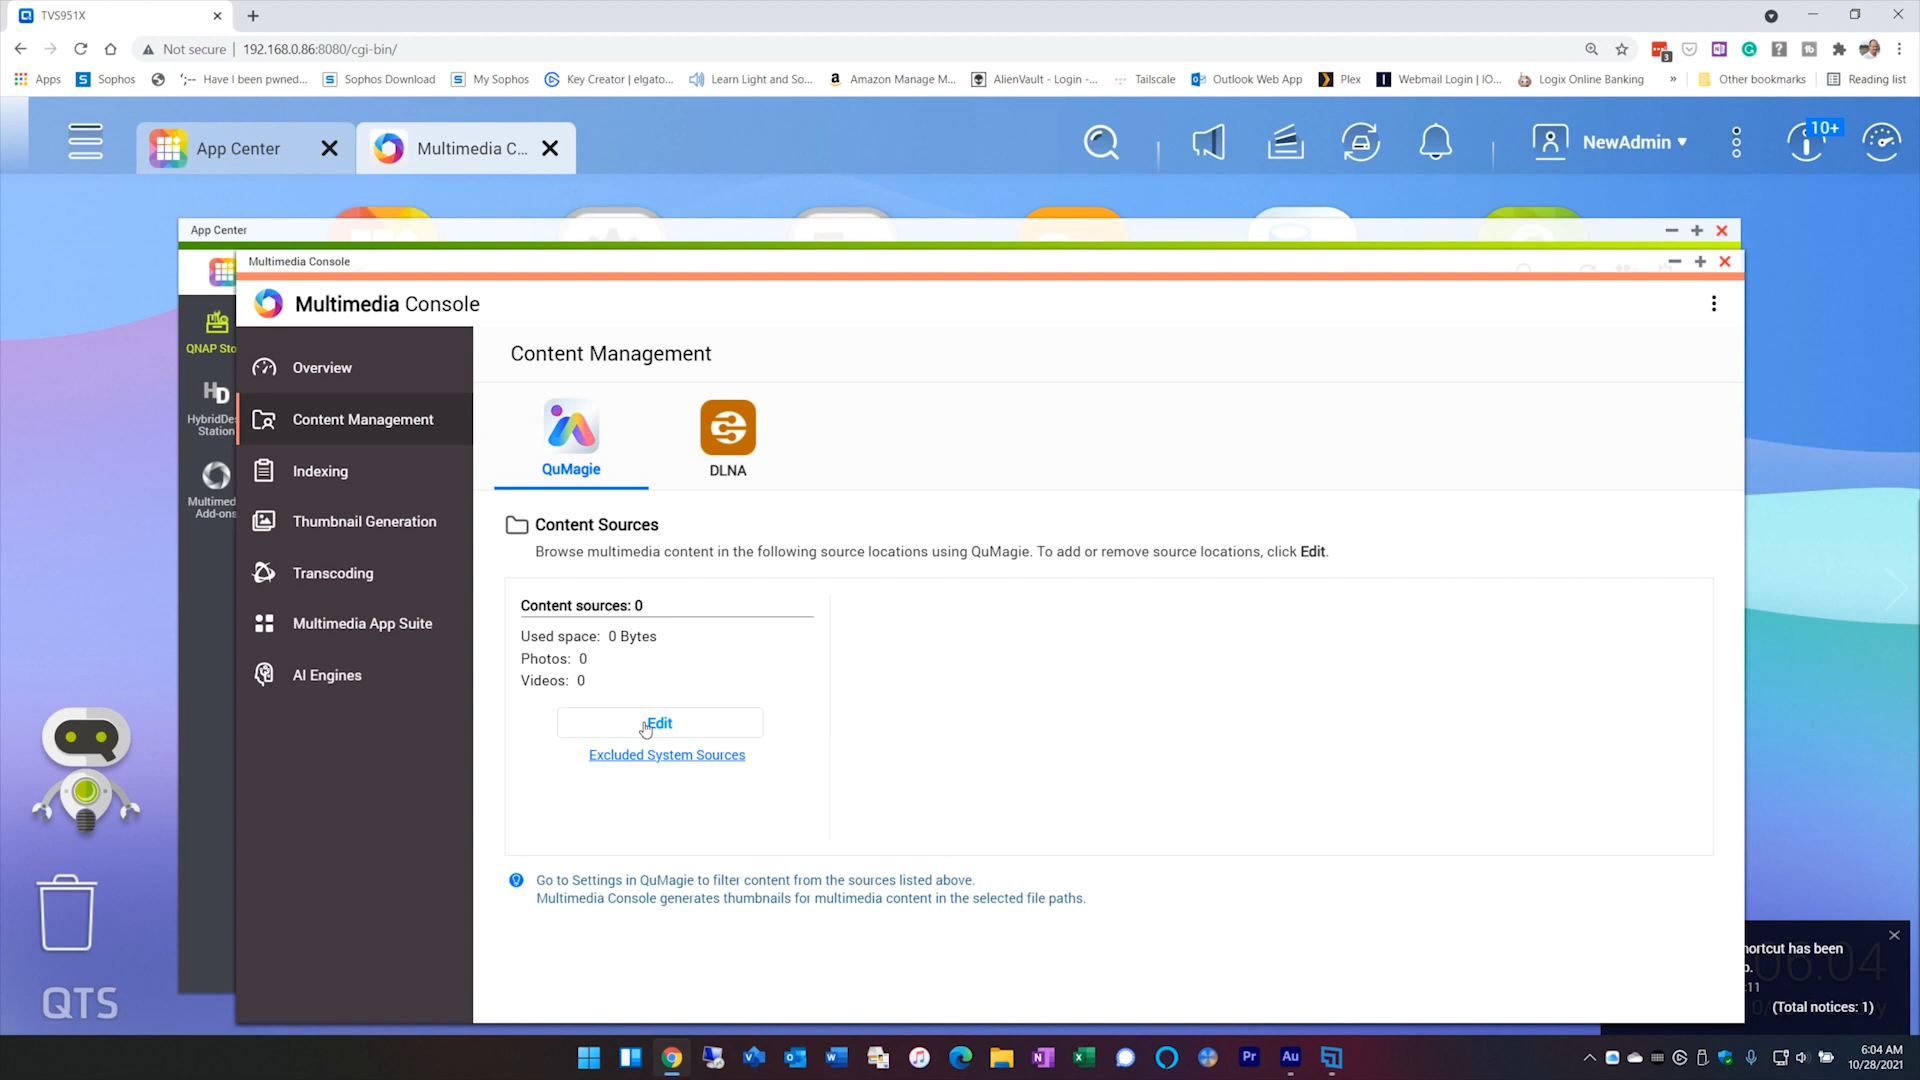 TVS951X
Not secure | 192.168.0.86:8080/cgi-bin/
3
Apps Sophos Have I been pwned... Sophos Download My Sophos Key Creator | elgato... Learn Light and So... Amazon Manage M... AlienVault - Login -... Tailscale Outlook Web App Plex Webmail Login | IO... Logix Online Banking » Other bookmarks Reading list
App Center Multimedia C... NewAdmin 10+
App Center
Multimedia Console
Multimedia Console
QNAP Sto
HD
HybridDe
Station
Multimed
Add-ons
Overview
Content Management
Indexing
Thumbnail Generation
Transcoding
Multimedia App Suite
AI Engines
Content Management
QuMagie DLNA
Content Sources
Browse multimedia content in the following source locations using QuMagie. To add or remove source locations, click Edit.
Content sources: 0
Used space: 0 Bytes
Photos: 0
Videos: 0
Edit
Excluded System Sources
Go to Settings in QuMagie to filter content from the sources listed above.
Multimedia Console generates thumbnails for multimedia content in the selected file paths.
QTS
hortcut has been
:11
(Total notices: 1)
Pr Au
6:04 AM
10/28/2021